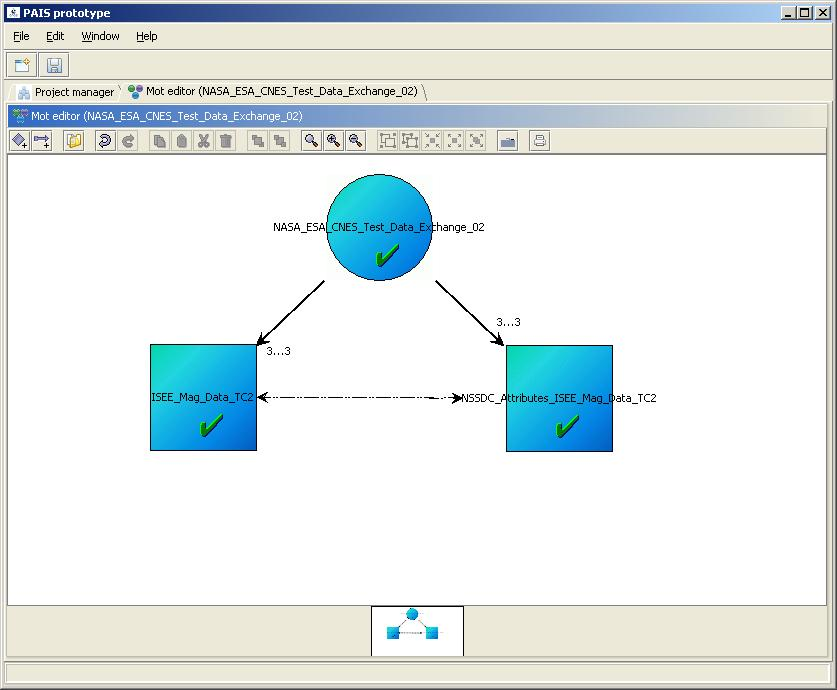 PAIS prototype
File Edit Window Help
Project manager Mot editor (NASA_ESA_CNES_Test_Data_Exchange_02)
Mot editor (NASA_ESA_CNES_Test_Data_Exchange_02)
NASA_ESA_CNES_Test_Data_Exchange_02
3...3
3...3
ISEE_Mag_Data_TC2
NSSDC_Attributes_ISEE_Mag_Data_TC2